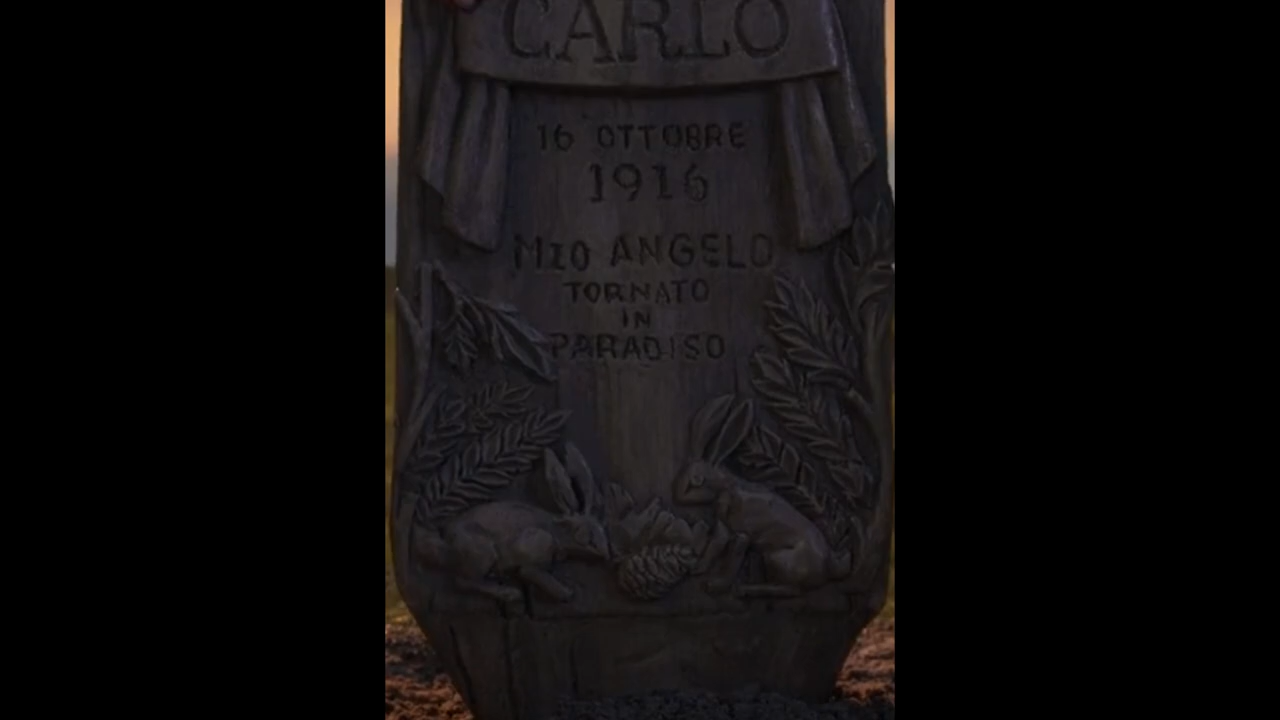 CARLO
16 OTTOBRE
1916
MIO ANGELO
TORNATO
IN
PARADISO